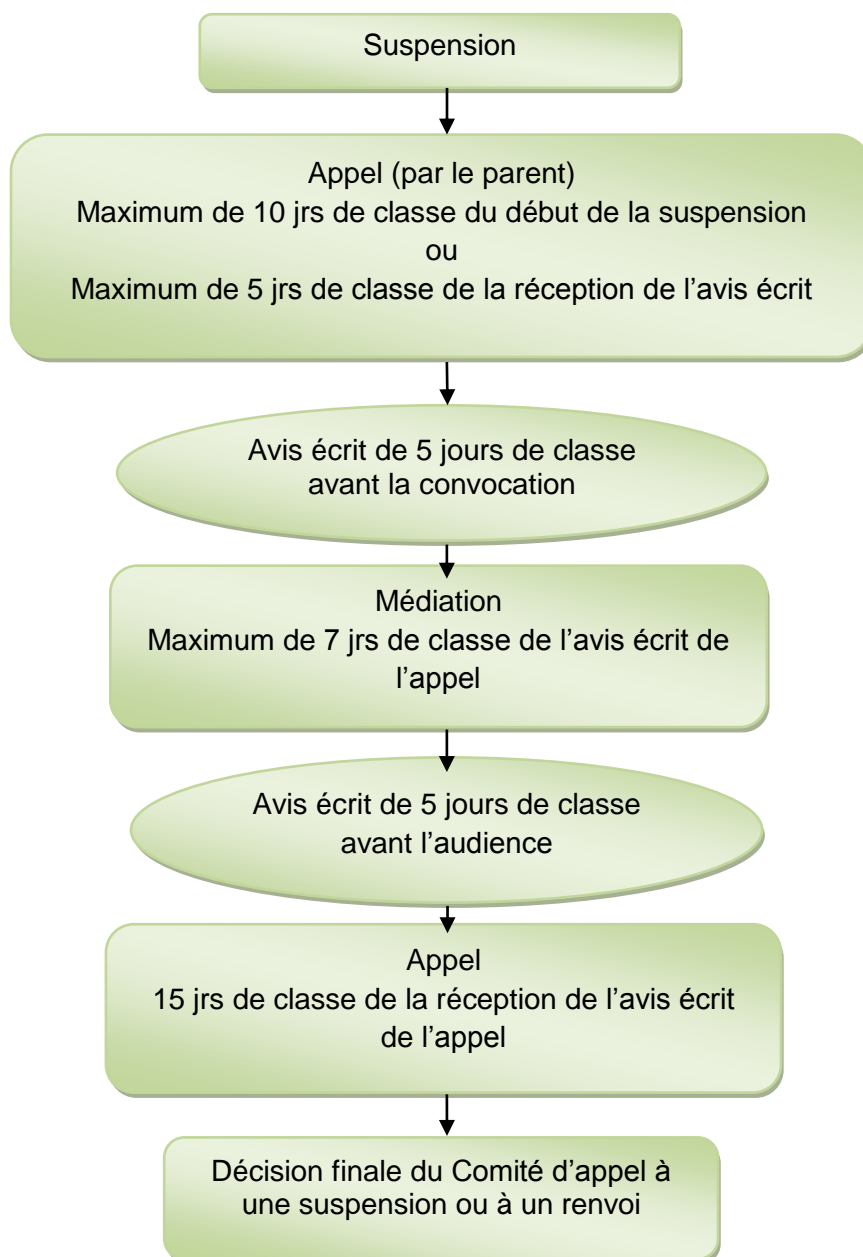 Suspension
Appel (par le parent)
Maximum de 10 jrs de classe du début de la suspension
ou
Maximum de 5 jrs de classe de la réception de l’avis écrit
Avis écrit de 5 jours de classe
avant la convocation
Médiation
Maximum de 7 jrs de classe de l’avis écrit de
l’appel
Avis écrit de 5 jours de classe
avant l’audience
Appel
15 jrs de classe de la réception de l’avis écrit
de l’appel
Décision finale du Comité d’appel à
une suspension ou à un renvoi